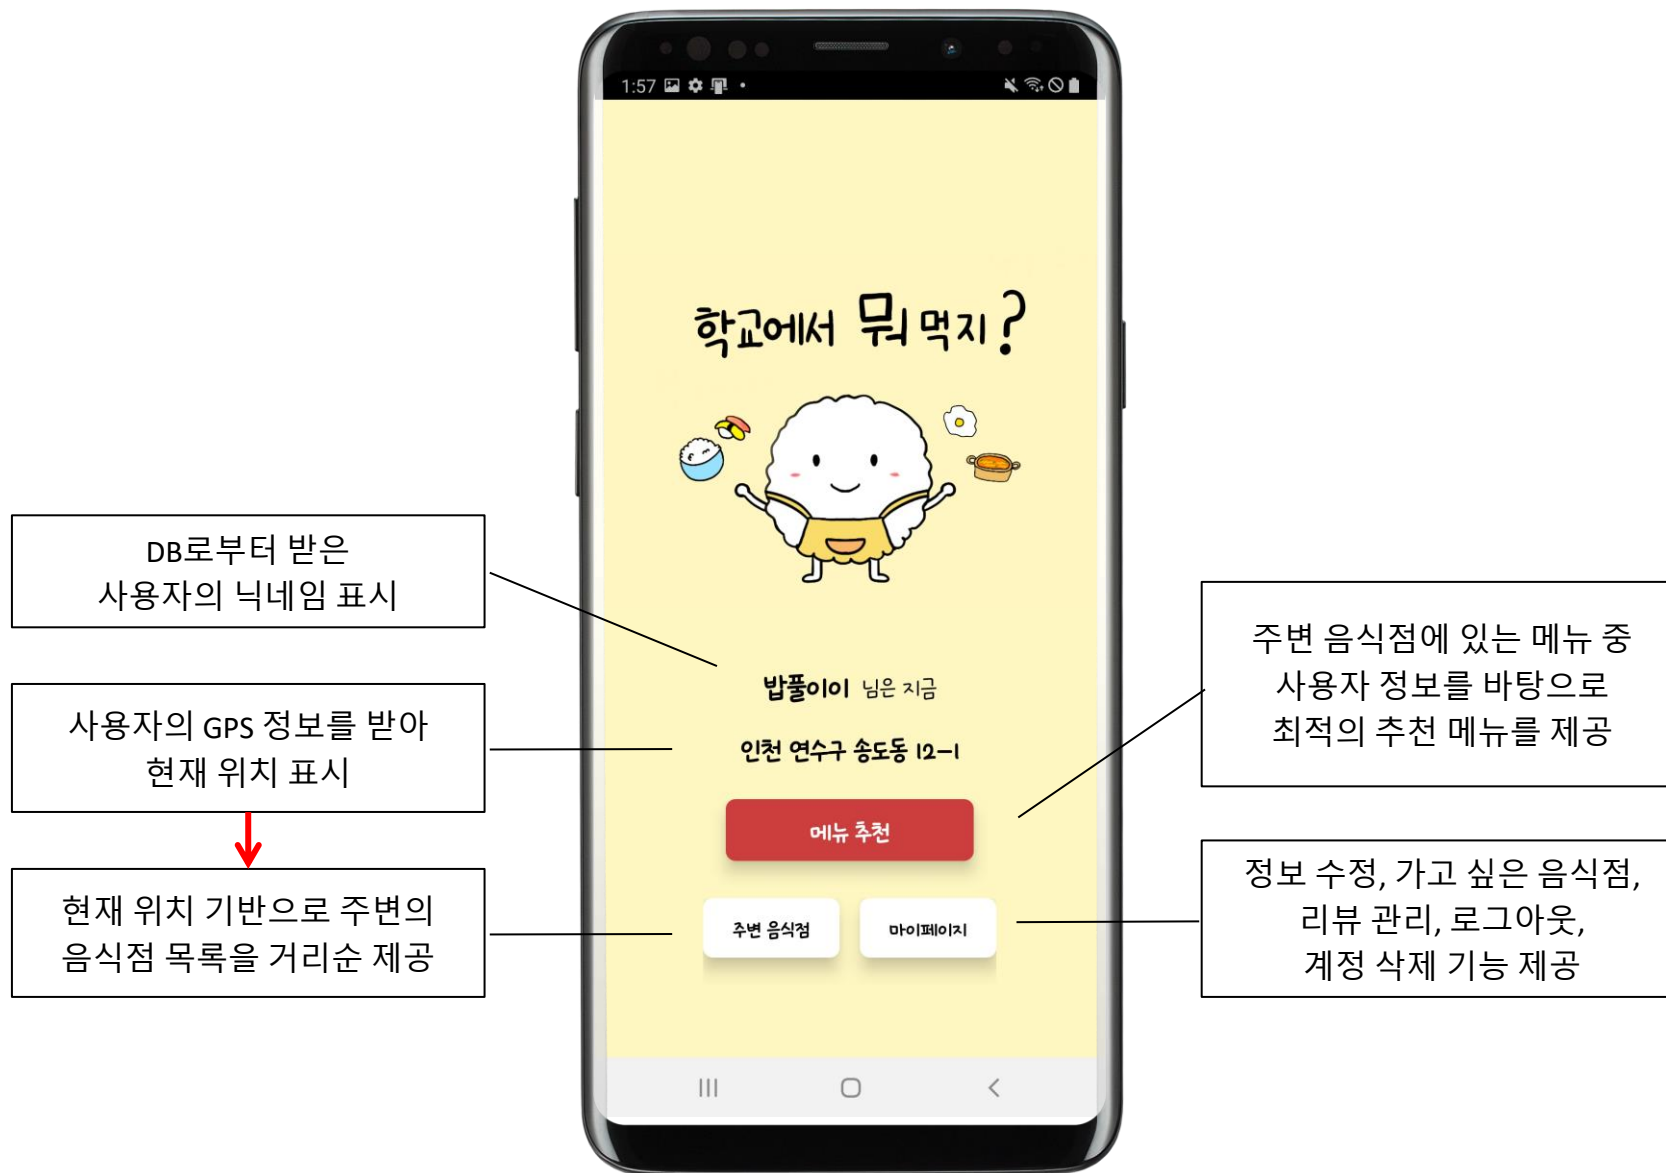 1:57
학교에서 뭐 먹지?
DB로부터 받은
사용자의 닉네임 표시
사용자의 GPS 정보를 받아
현재 위치 표시
현재 위치 기반으로 주변의
음식점 목록을 거리순 제공
밥풀이이 님은 지금
인천 연수구 송도동 12-1
메뉴 추천
주변 음식점
마이페이지
주변 음식점에 있는 메뉴 중
사용자 정보를 바탕으로
최적의 추천 메뉴를 제공
정보 수정, 가고 싶은 음식점,
리뷰 관리, 로그아웃,
계정 삭제 기능 제공